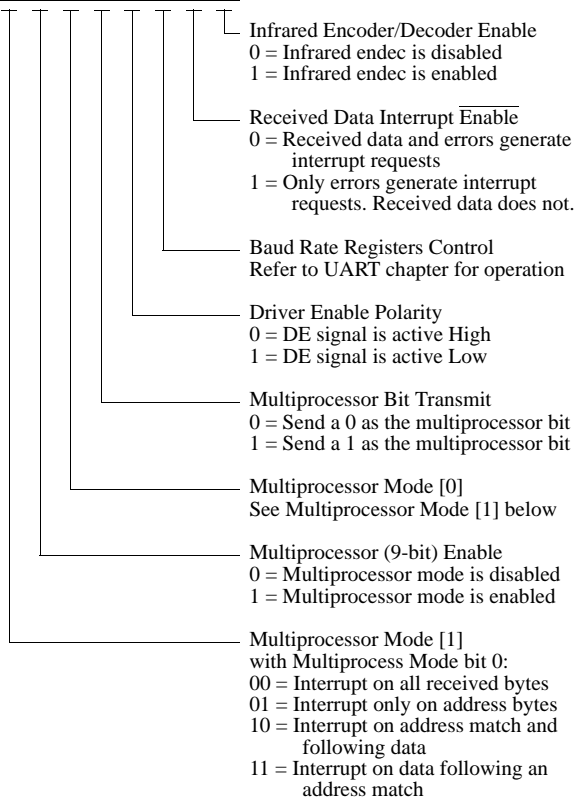 Infrared Encoder/Decoder Enable
0 = Infrared endec is disabled
1 = Infrared endec is enabled
Received Data Interrupt Enable
0 = Received data and errors generate
interrupt requests
1 = Only errors generate interrupt
requests. Received data does not.
Baud Rate Registers Control
Refer to UART chapter for operation
Driver Enable Polarity
0 = DE signal is active High
1 = DE signal is active Low
Multiprocessor Bit Transmit
0 = Send a 0 as the multiprocessor bit
1 = Send a 1 as the multiprocessor bit
Multiprocessor Mode [0]
See Multiprocessor Mode [1] below
Multiprocessor (9-bit) Enable
0 = Multiprocessor mode is disabled
1 = Multiprocessor mode is enabled
Multiprocessor Mode [1]
with Multiprocess Mode bit 0:
00 = Interrupt on all received bytes
01 = Interrupt only on address bytes
10 = Interrupt on address match and
following data
11 = Interrupt on data following an
address match